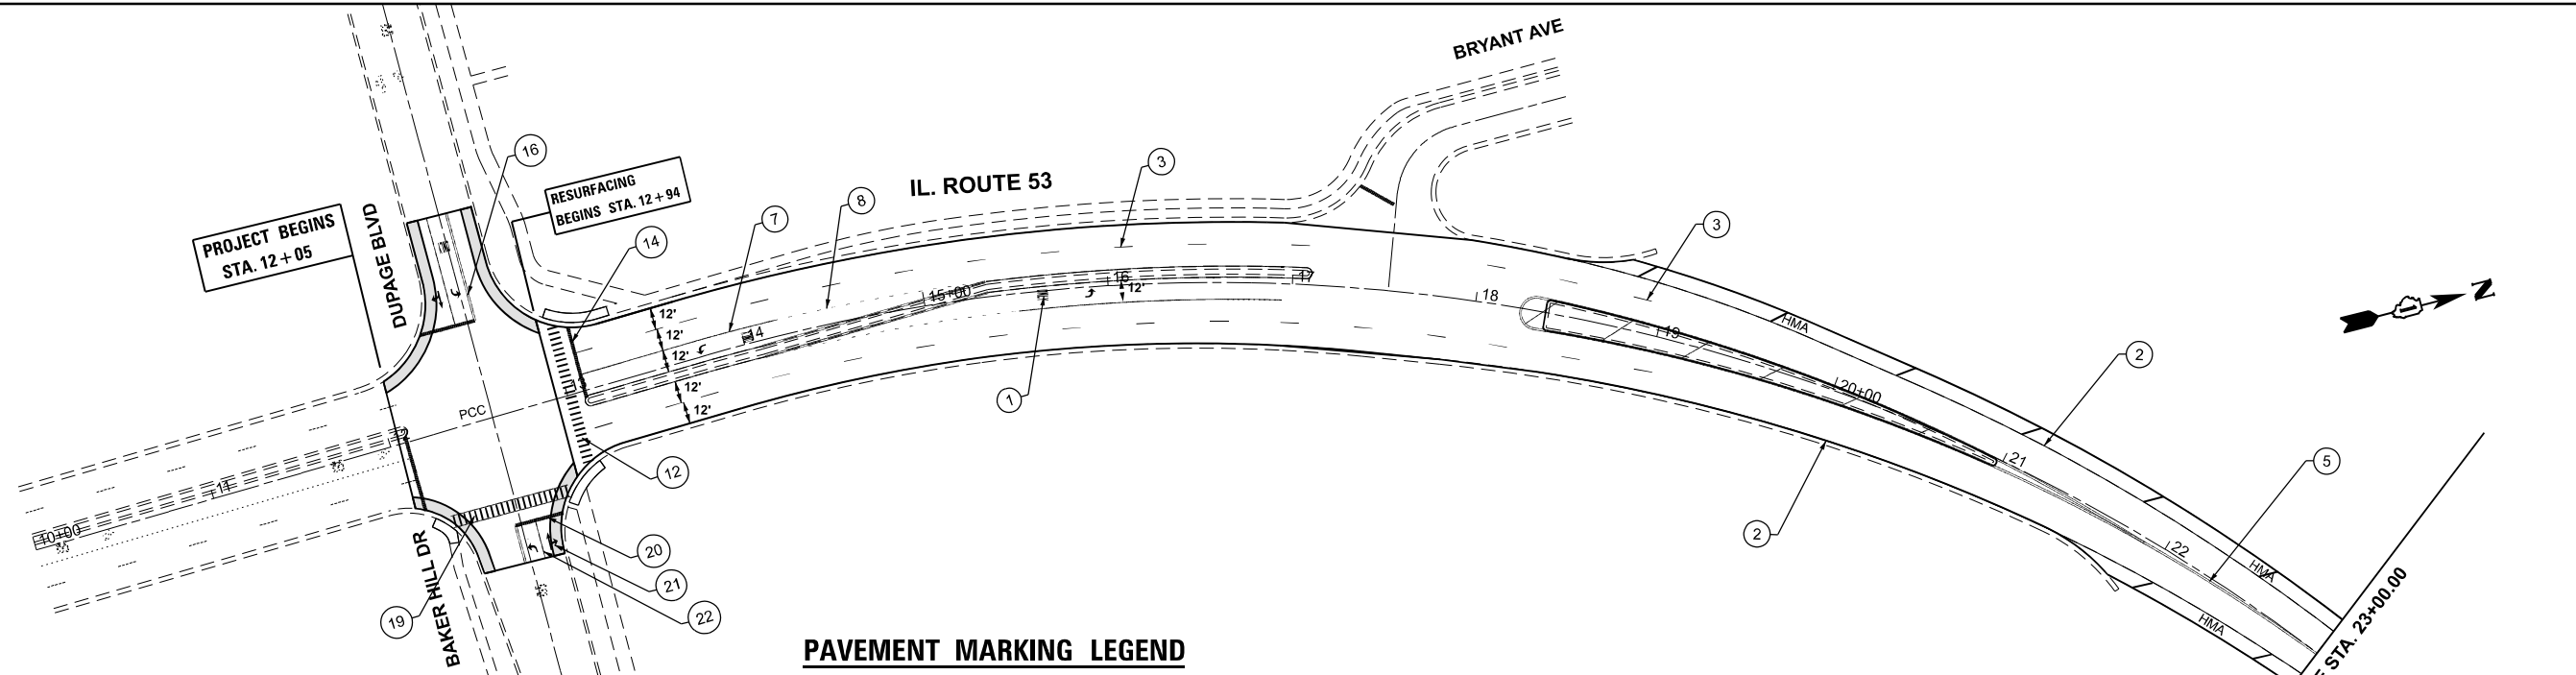 BRYANT AVE
16
3
IL. ROUTE 53
RESURFACING
BEGINS STA. 12+94
8
7
3
PROJECT BEGINS
STA. 12+05
DUPAGE BLVD
14
N
12'
12'
12'
12'
12'
14
15+00
16
12'
17
18
19
20+00
HMA
2
1
PCC
21
5
12
11
10+00
2
22
HMA
HMA
20
21
22
19
BAKER HILL DR
STA. 23+00.00
PAVEMENT MARKING LEGEND